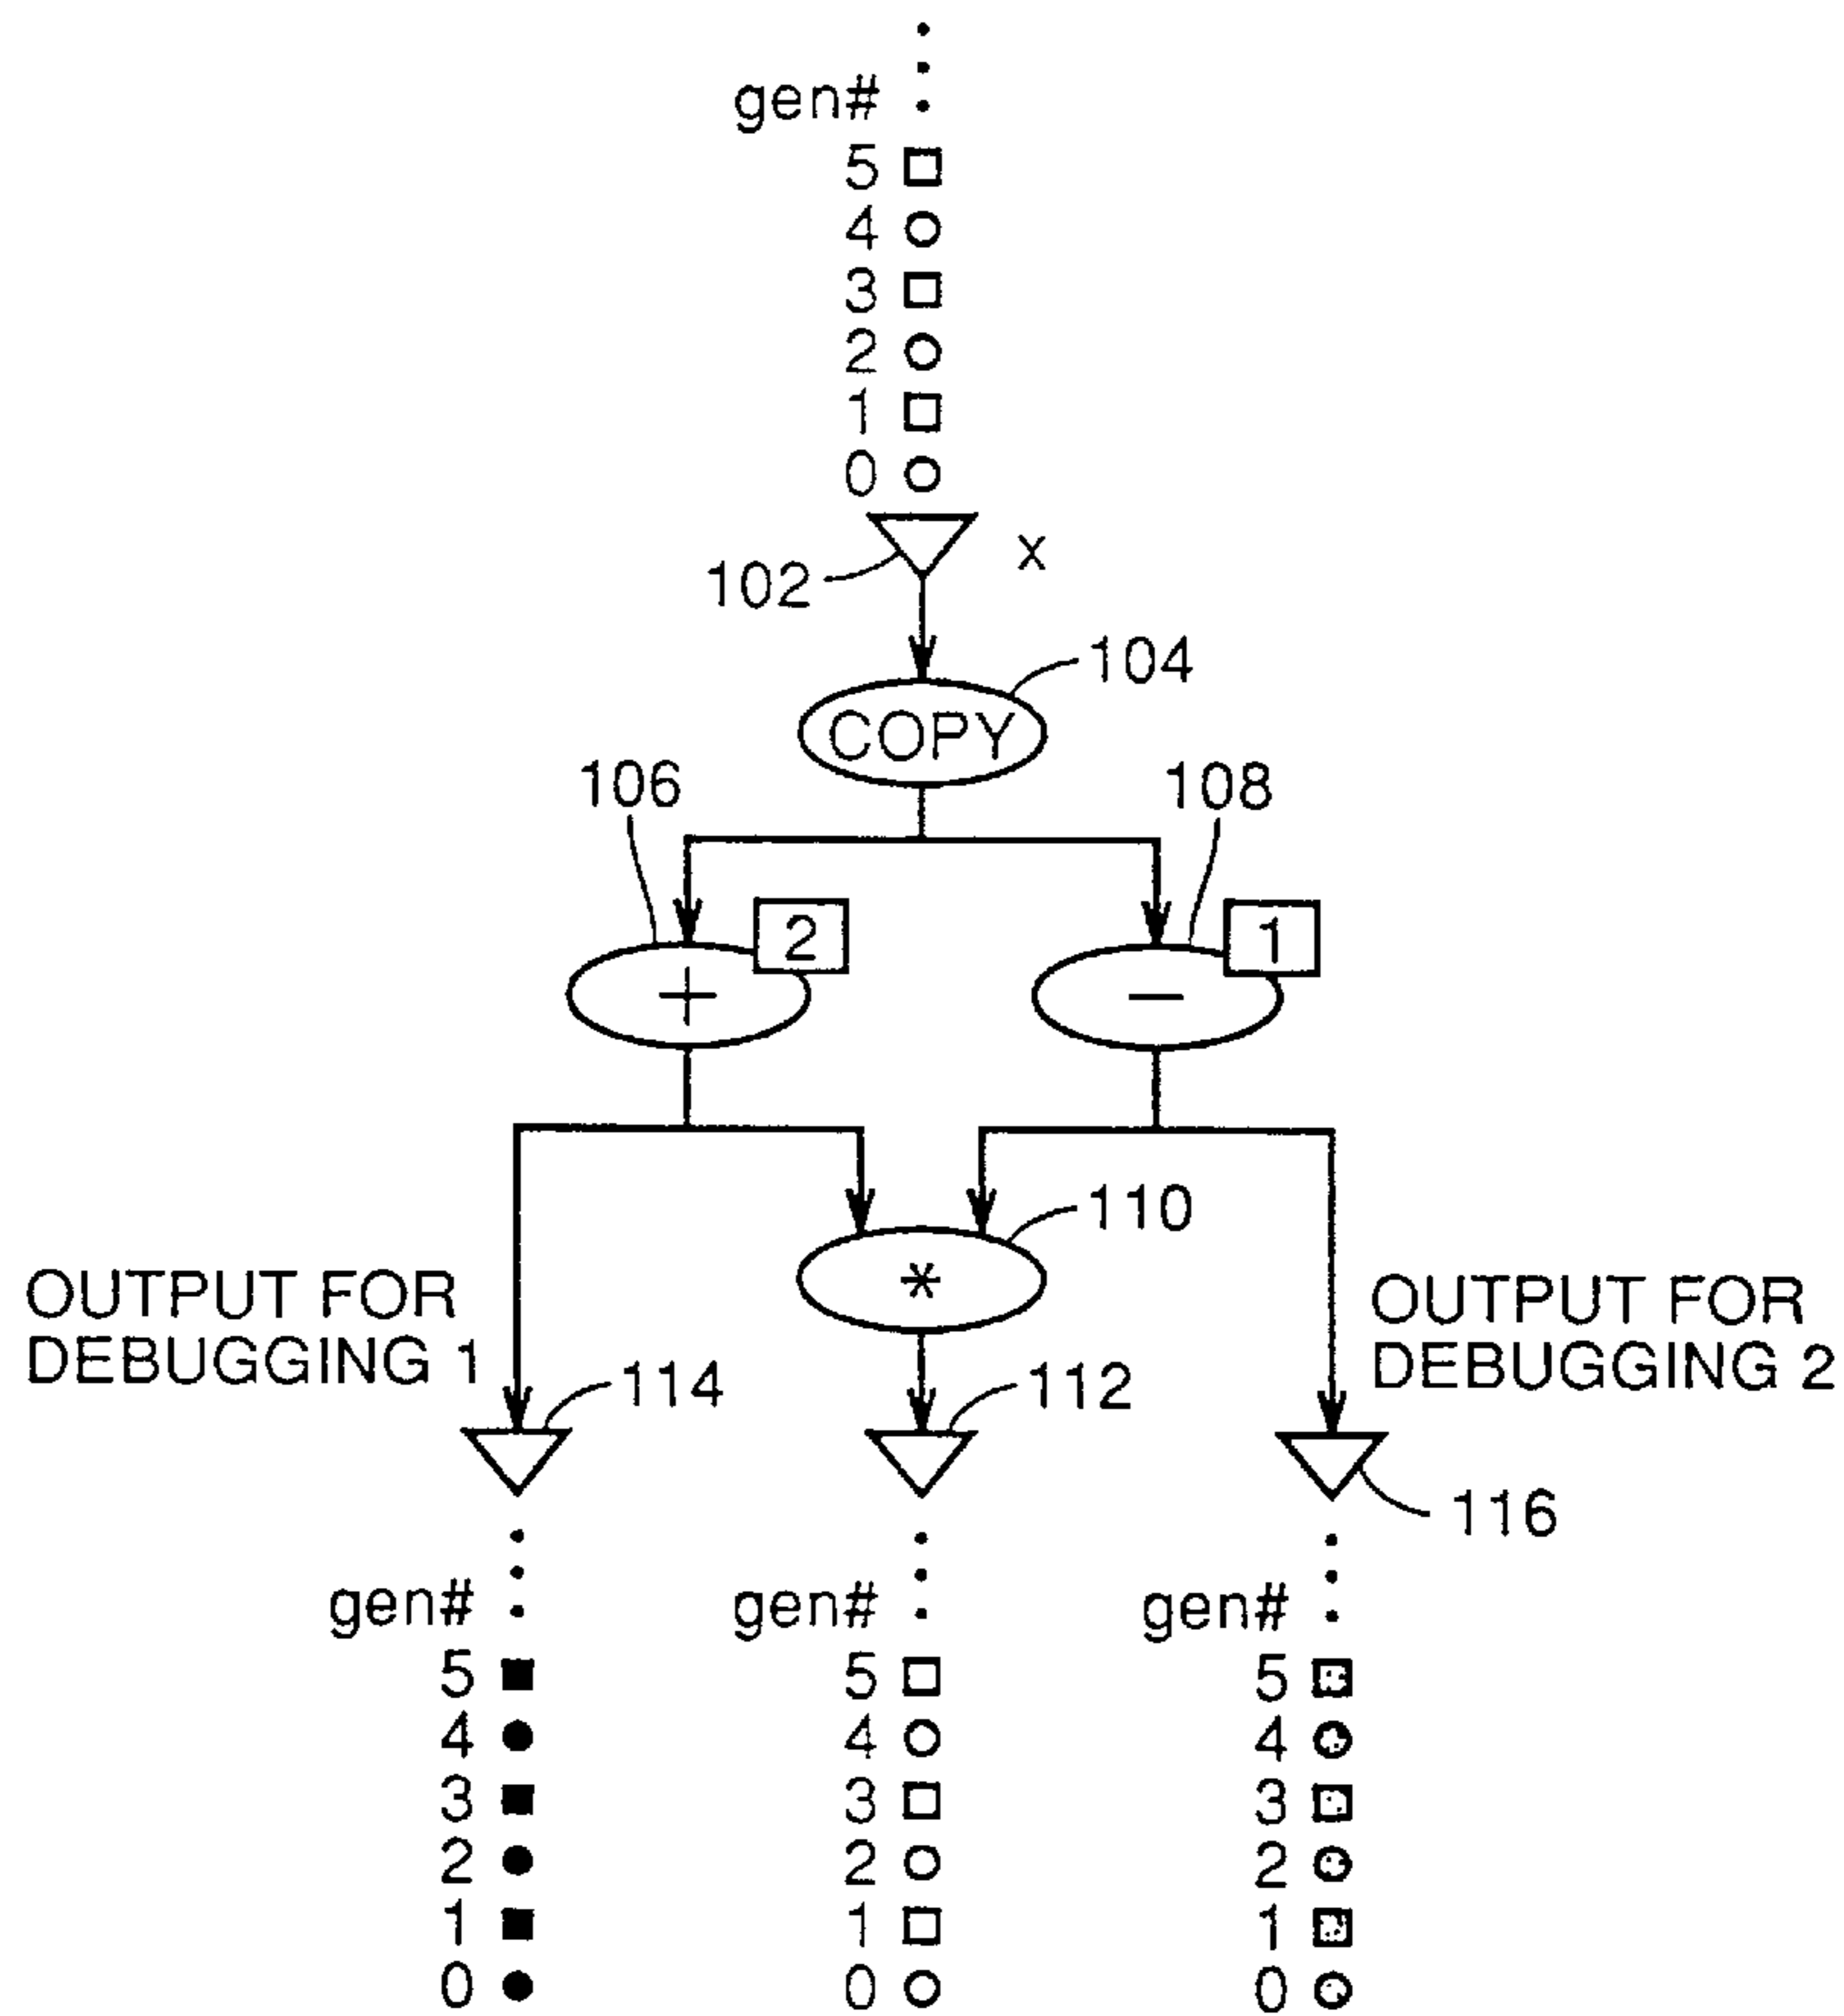 gen#
5
4
3
2
1
0
x
102
104
COPY
106
108
2
1
+
−
110
*
OUTPUT FOR
DEBUGGING 1
OUTPUT FOR
DEBUGGING 2
114
112
116
gen# gen# gen#
5 5 5
4 4 4
3 3 3
2 2 2
1 1 1
0 0 0